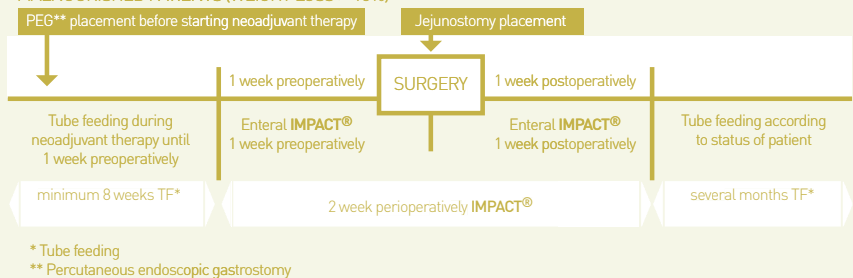 PEG** placement before starting neoadjuvant therapy
Jejunostomy placement
1 week preoperatively
SURGERY
1 week postoperatively
Tube feeding during
neoadjuvant therapy until
1 week preoperatively
Enteral IMPACT®
1 week preoperatively
Enteral IMPACT®
1 week postoperatively
Tube feeding according
to status of patient
minimum 8 weeks TF*
2 week perioperatively IMPACT®
several months TF*
* Tube feeding
** Percutaneous endoscopic gastrostomy